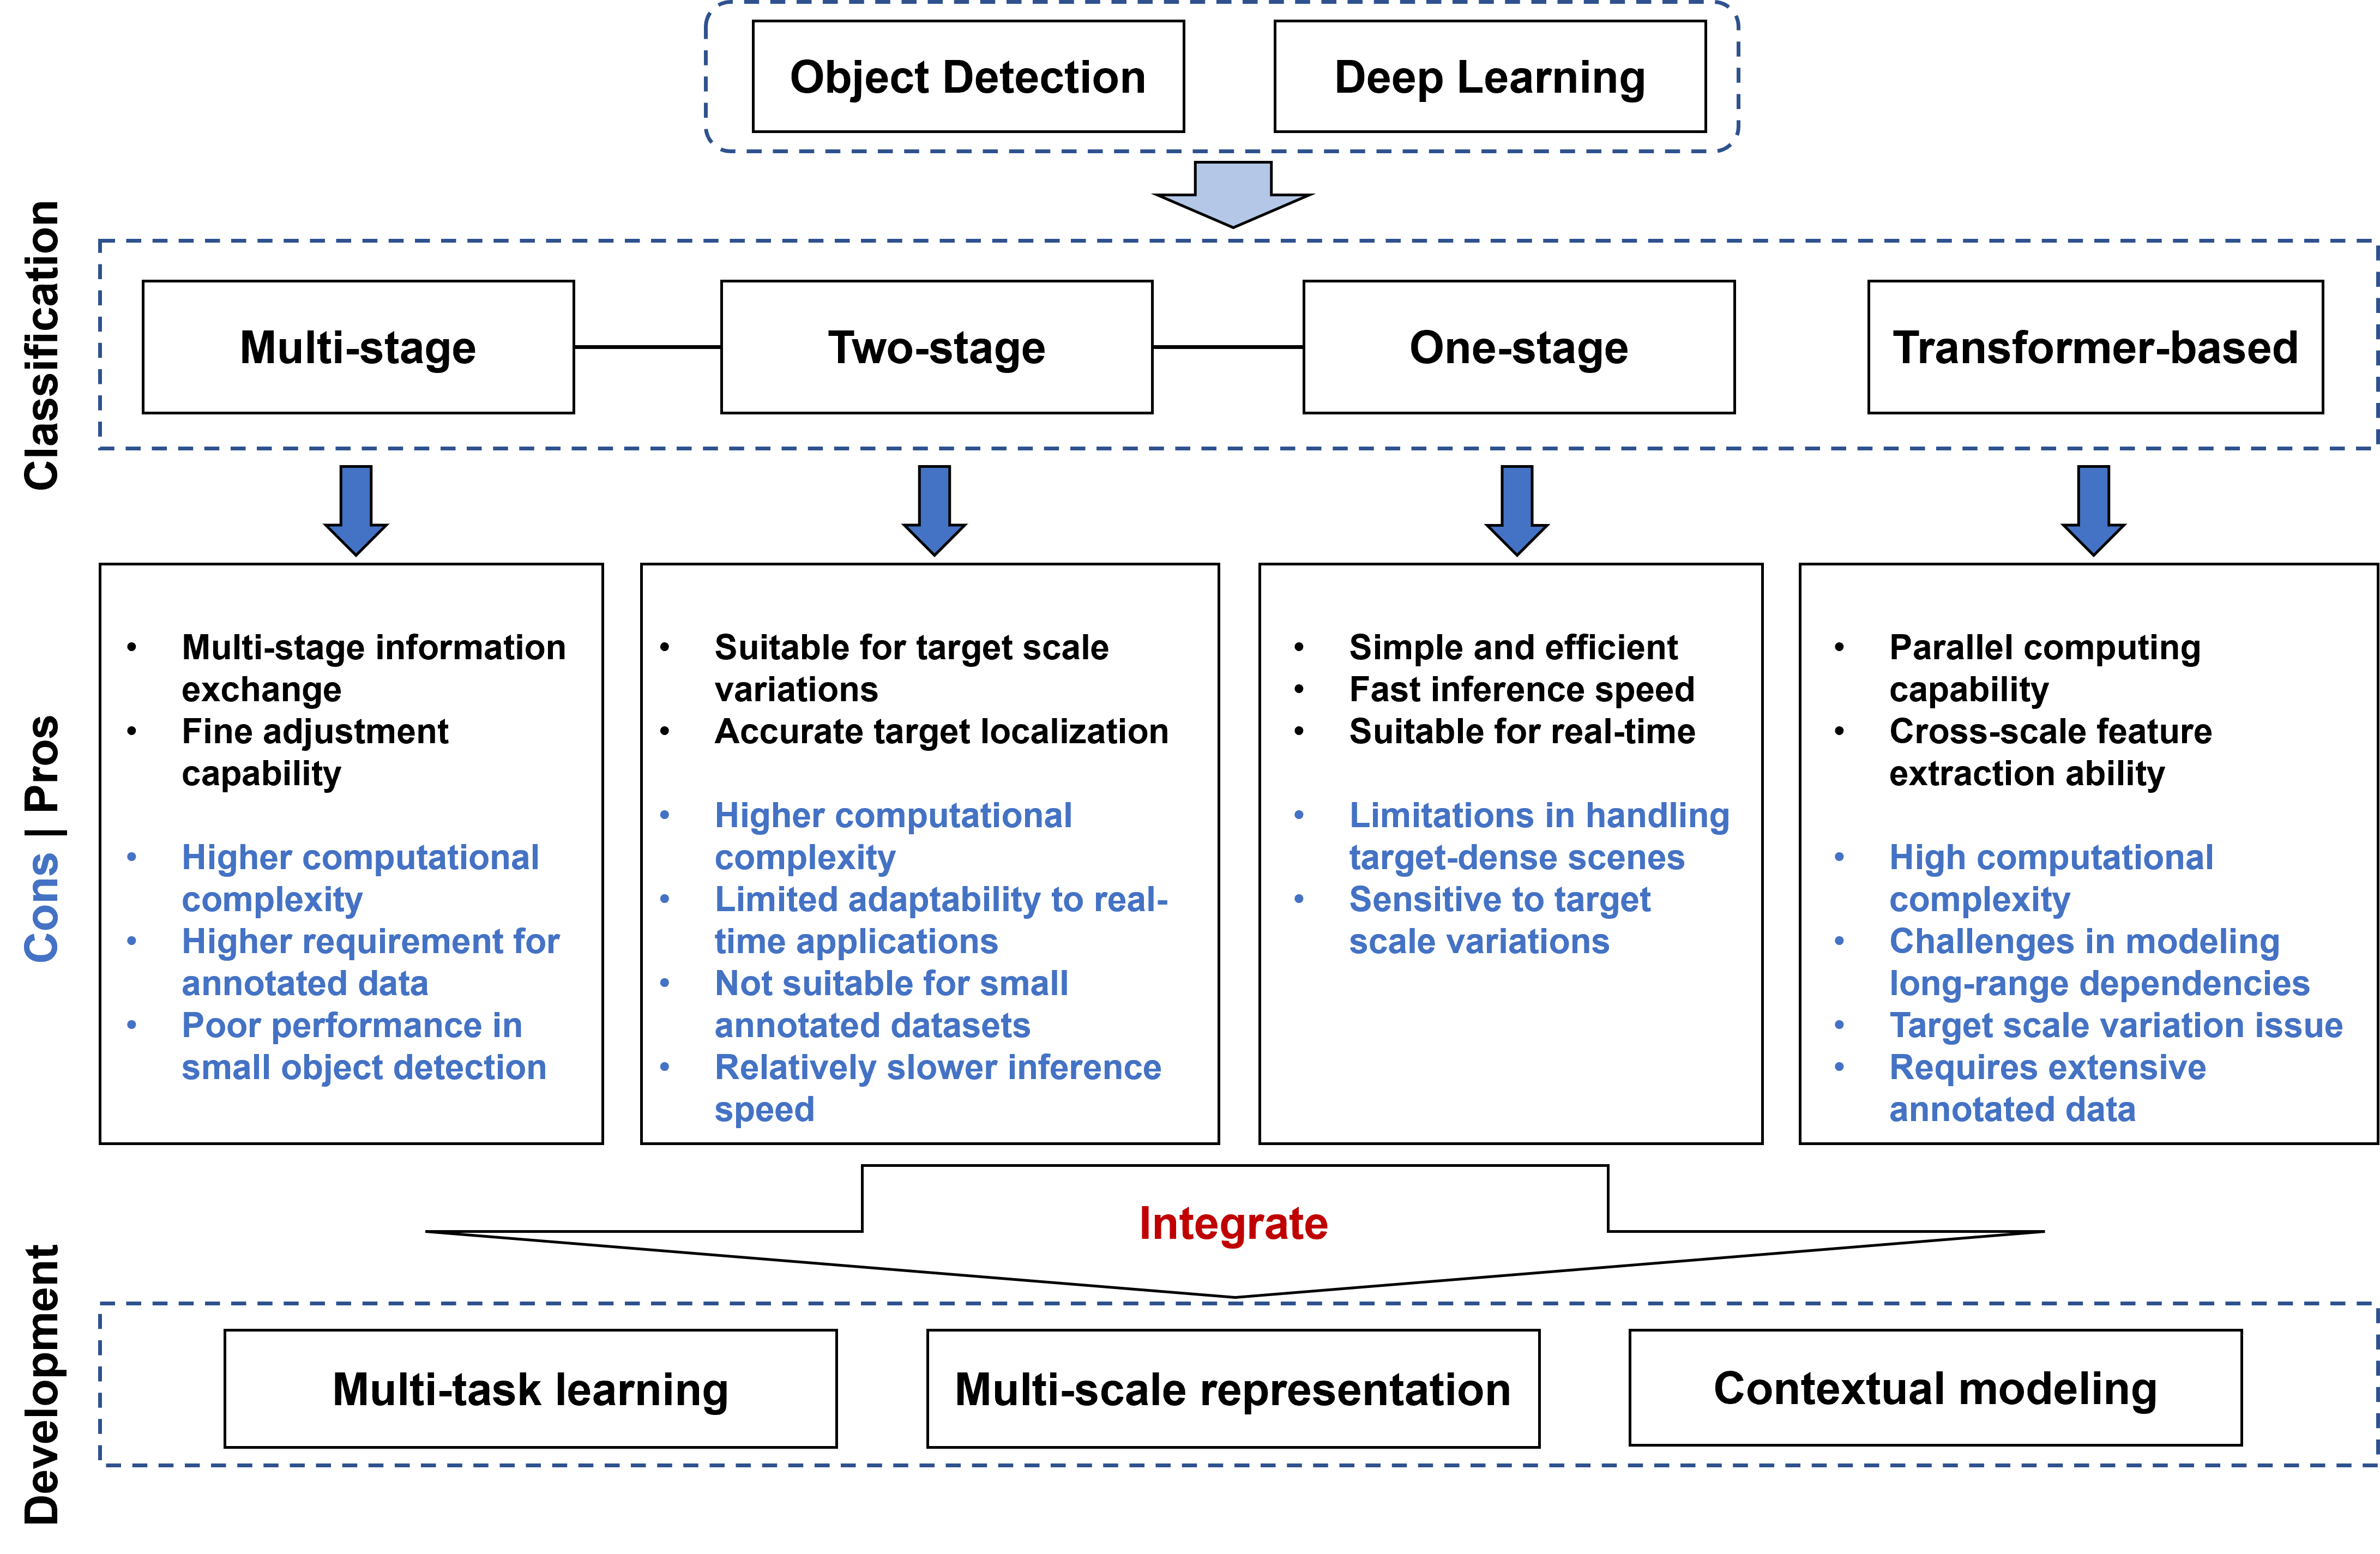 Object Detection
Deep Learning
Classification
Multi-stage
Two-stage
One-stage
Transformer-based
Cons | Pros
• Multi-stage information
exchange
• Fine adjustment
capability
• Higher computational
complexity
• Higher requirement for
annotated data
• Poor performance in
small object detection
• Suitable for target scale
variations
• Accurate target localization
• Higher computational
complexity
• Limited adaptability to real-
time applications
• Not suitable for small
annotated datasets
• Relatively slower inference
speed
• Simple and efficient
• Fast inference speed
• Suitable for real-time
• Limitations in handling
target-dense scenes
• Sensitive to target
scale variations
• Parallel computing
capability
• Cross-scale feature
extraction ability
• High computational
complexity
• Challenges in modeling
long-range dependencies
• Target scale variation issue
• Requires extensive
annotated data
Integrate
Development
Multi-task learning
Multi-scale representation
Contextual modeling